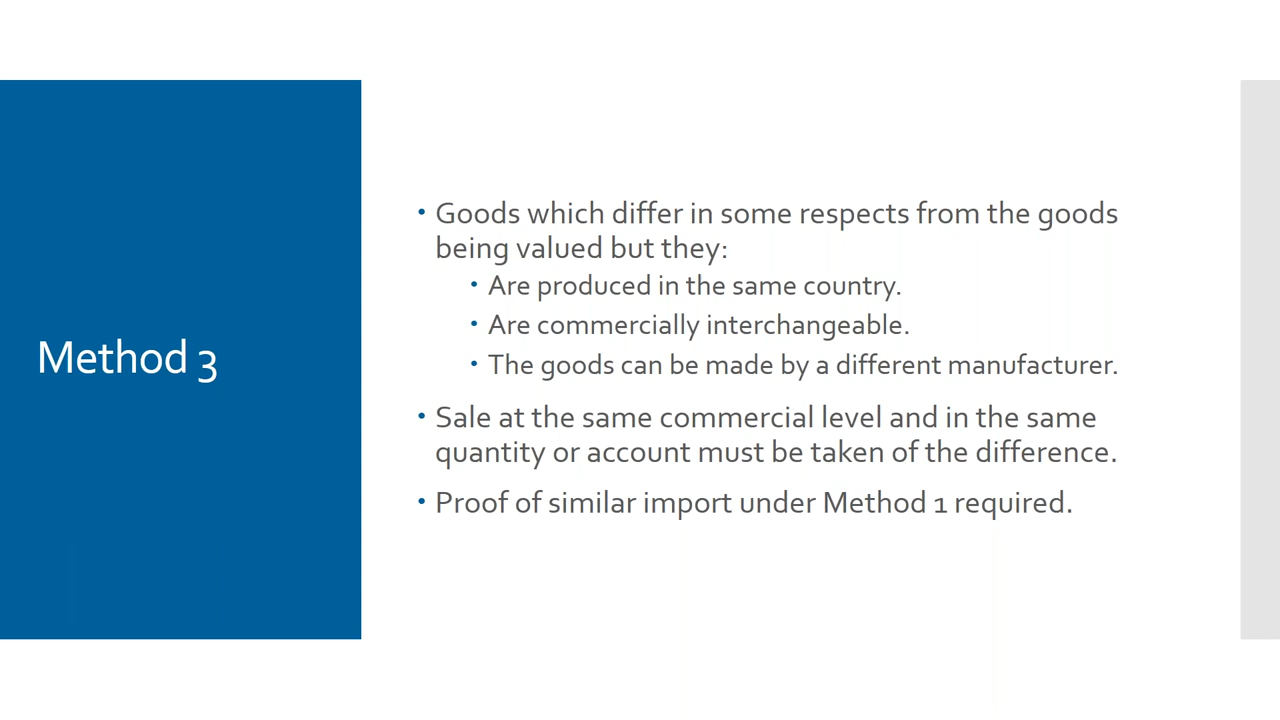 Method 3
• Goods which differ in some respects from the goods
being valued but they:
• Are produced in the same country.
• Are commercially interchangeable.
• The goods can be made by a different manufacturer.
• Sale at the same commercial level and in the same
quantity or account must be taken of the difference.
• Proof of similar import under Method 1 required.